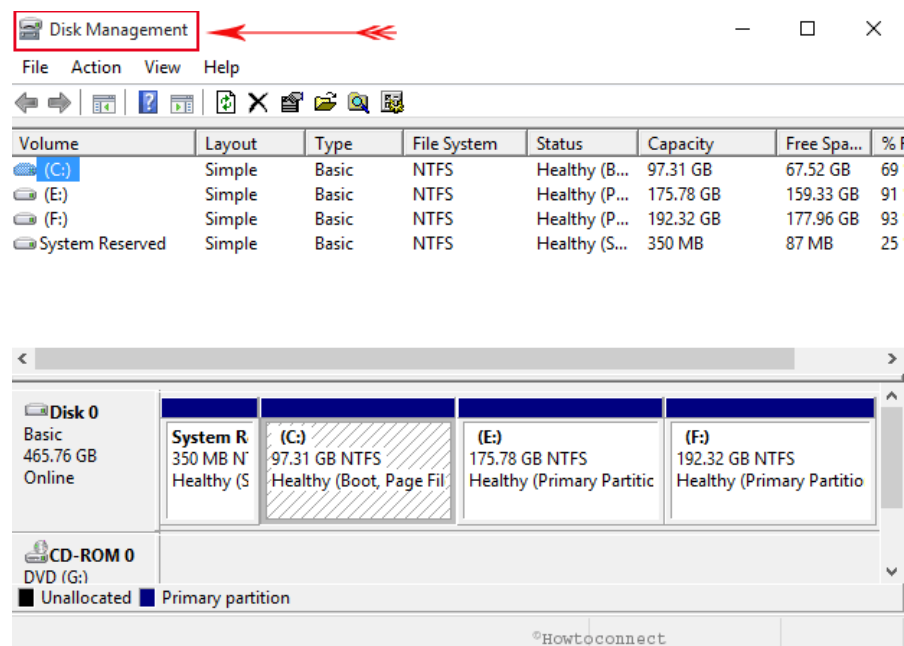 Disk Management
File Action View Help
Volume Layout Type File System Status Capacity Free Spa... % F
(C:) Simple Basic NTFS Healthy (B... 97.31 GB 67.52 GB 69
(E:) Simple Basic NTFS Healthy (P... 175.78 GB 159.33 GB 91
(F:) Simple Basic NTFS Healthy (P... 192.32 GB 177.96 GB 93
System Reserved Simple Basic NTFS Healthy (S... 350 MB 87 MB 25
Disk 0
Basic
465.76 GB
Online
System R
350 MB N
Healthy (S
(C:)
97.31 GB NTFS
Healthy (Boot, Page Fil
(E:)
175.78 GB NTFS
Healthy (Primary Partitic
(F:)
192.32 GB NTFS
Healthy (Primary Partitio
CD-ROM 0
DVD (G:)
Unallocated Primary partition
©Howtoconnect